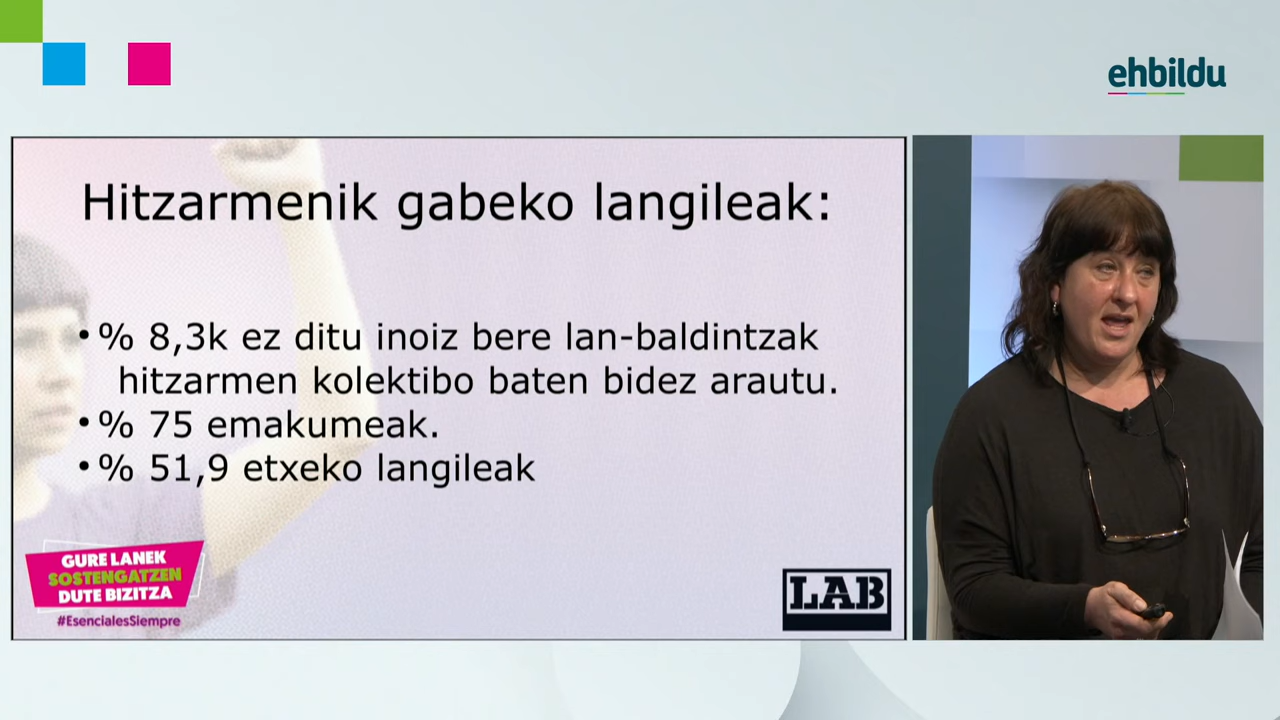 ehbildu
Hitzarmenik gabeko langileak:
• % 8,3k ez ditu inoiz bere lan-baldintzak
hitzarmen kolektibo baten bidez arautu.
• % 75 emakumeak.
• % 51,9 etxeko langileak
GURE LANEK
SOSTENGATZEN
DUTE BIZITZA
#EsencialesSiempre
LAB